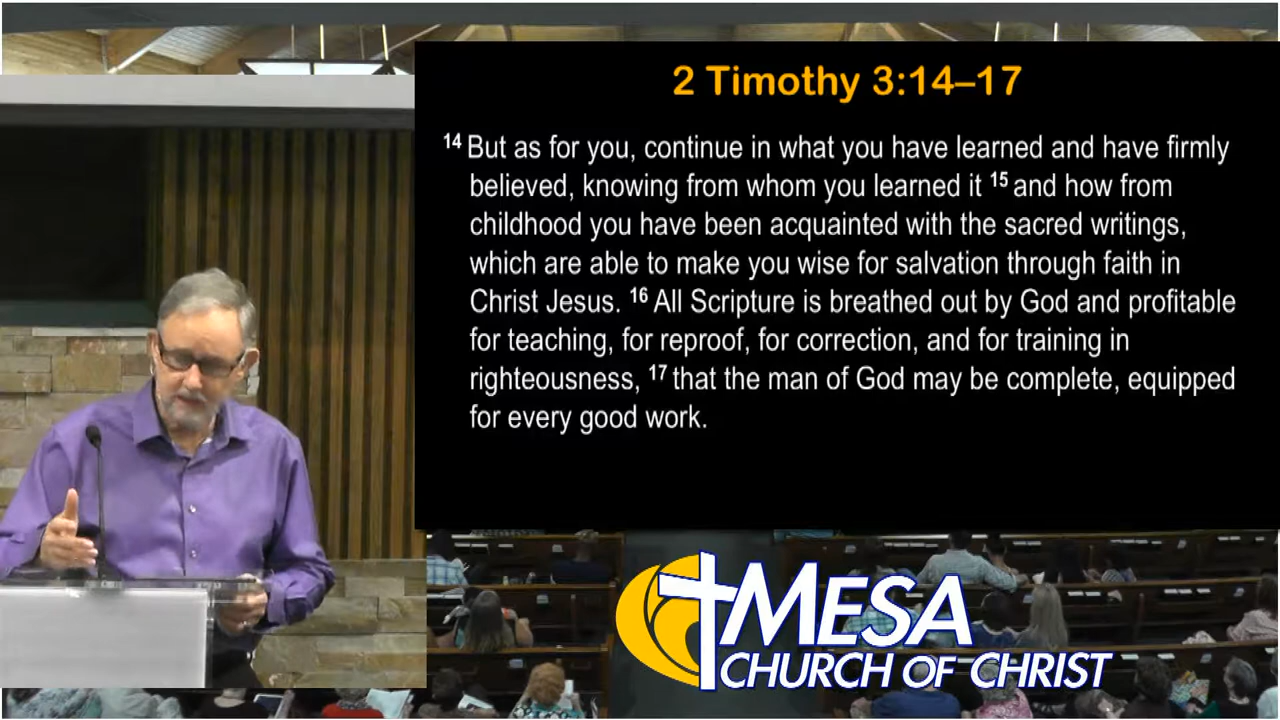 2 Timothy 3:14–17
14 But as for you, continue in what you have learned and have firmly
believed, knowing from whom you learned it 15 and how from
childhood you have been acquainted with the sacred writings,
which are able to make you wise for salvation through faith in
Christ Jesus. 16 All Scripture is breathed out by God and profitable
for teaching, for reproof, for correction, and for training in
righteousness, 17 that the man of God may be complete, equipped
for every good work.
MESA
CHURCH OF CHRIST